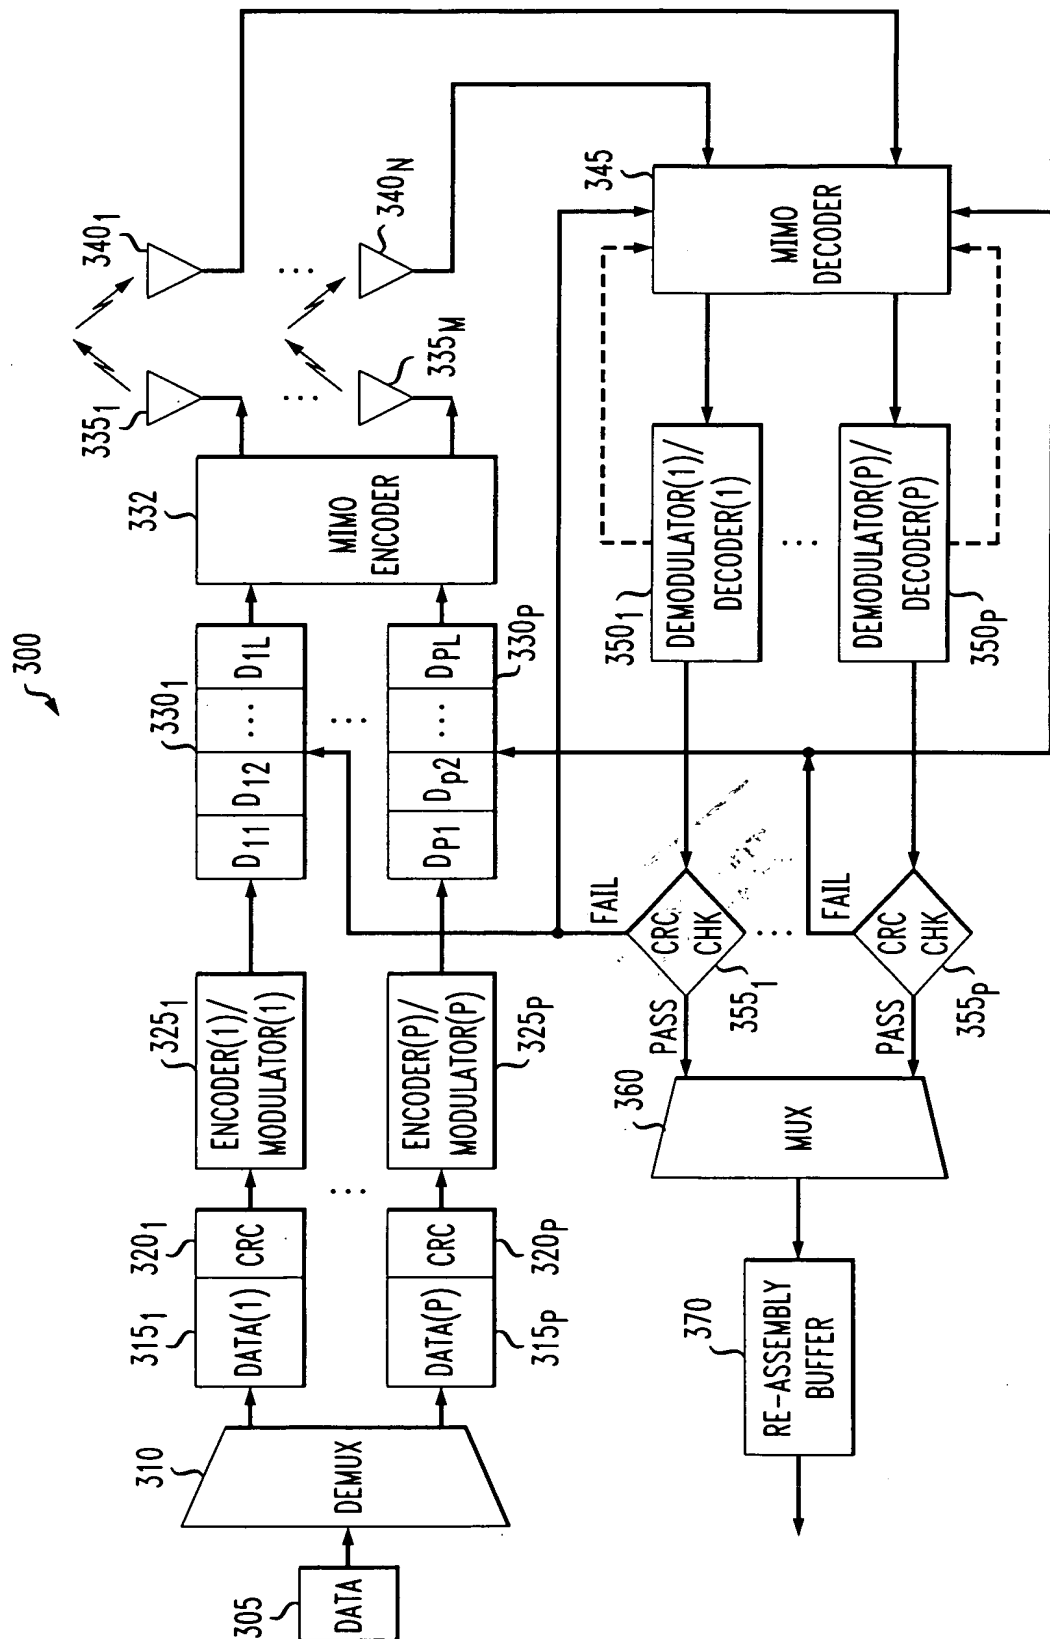 300
305
DATA
310
DEMUX
315₁
320₁
DATA(1)
CRC
315P
320P
DATA(P)
CRC
...
325₁
ENCODER(1)/
MODULATOR(1)
325P
ENCODER(P)/
MODULATOR(P)
330₁
D₁₁
D₁₂
...
D₁L
...
330P
DP1
Dp2
...
DPL
332
MIMO
ENCODER
335₁
...
335M
340₁
...
340N
345
MIMO
DECODER
350₁
DEMODULATOR(1)/
DECODER(1)
...
350P
DEMODULATOR(P)/
DECODER(P)
355₁
CRC
CHK
FAIL
PASS
...
355p
CRC
CHK
FAIL
PASS
360
MUX
370
RE-ASSEMBLY
BUFFER